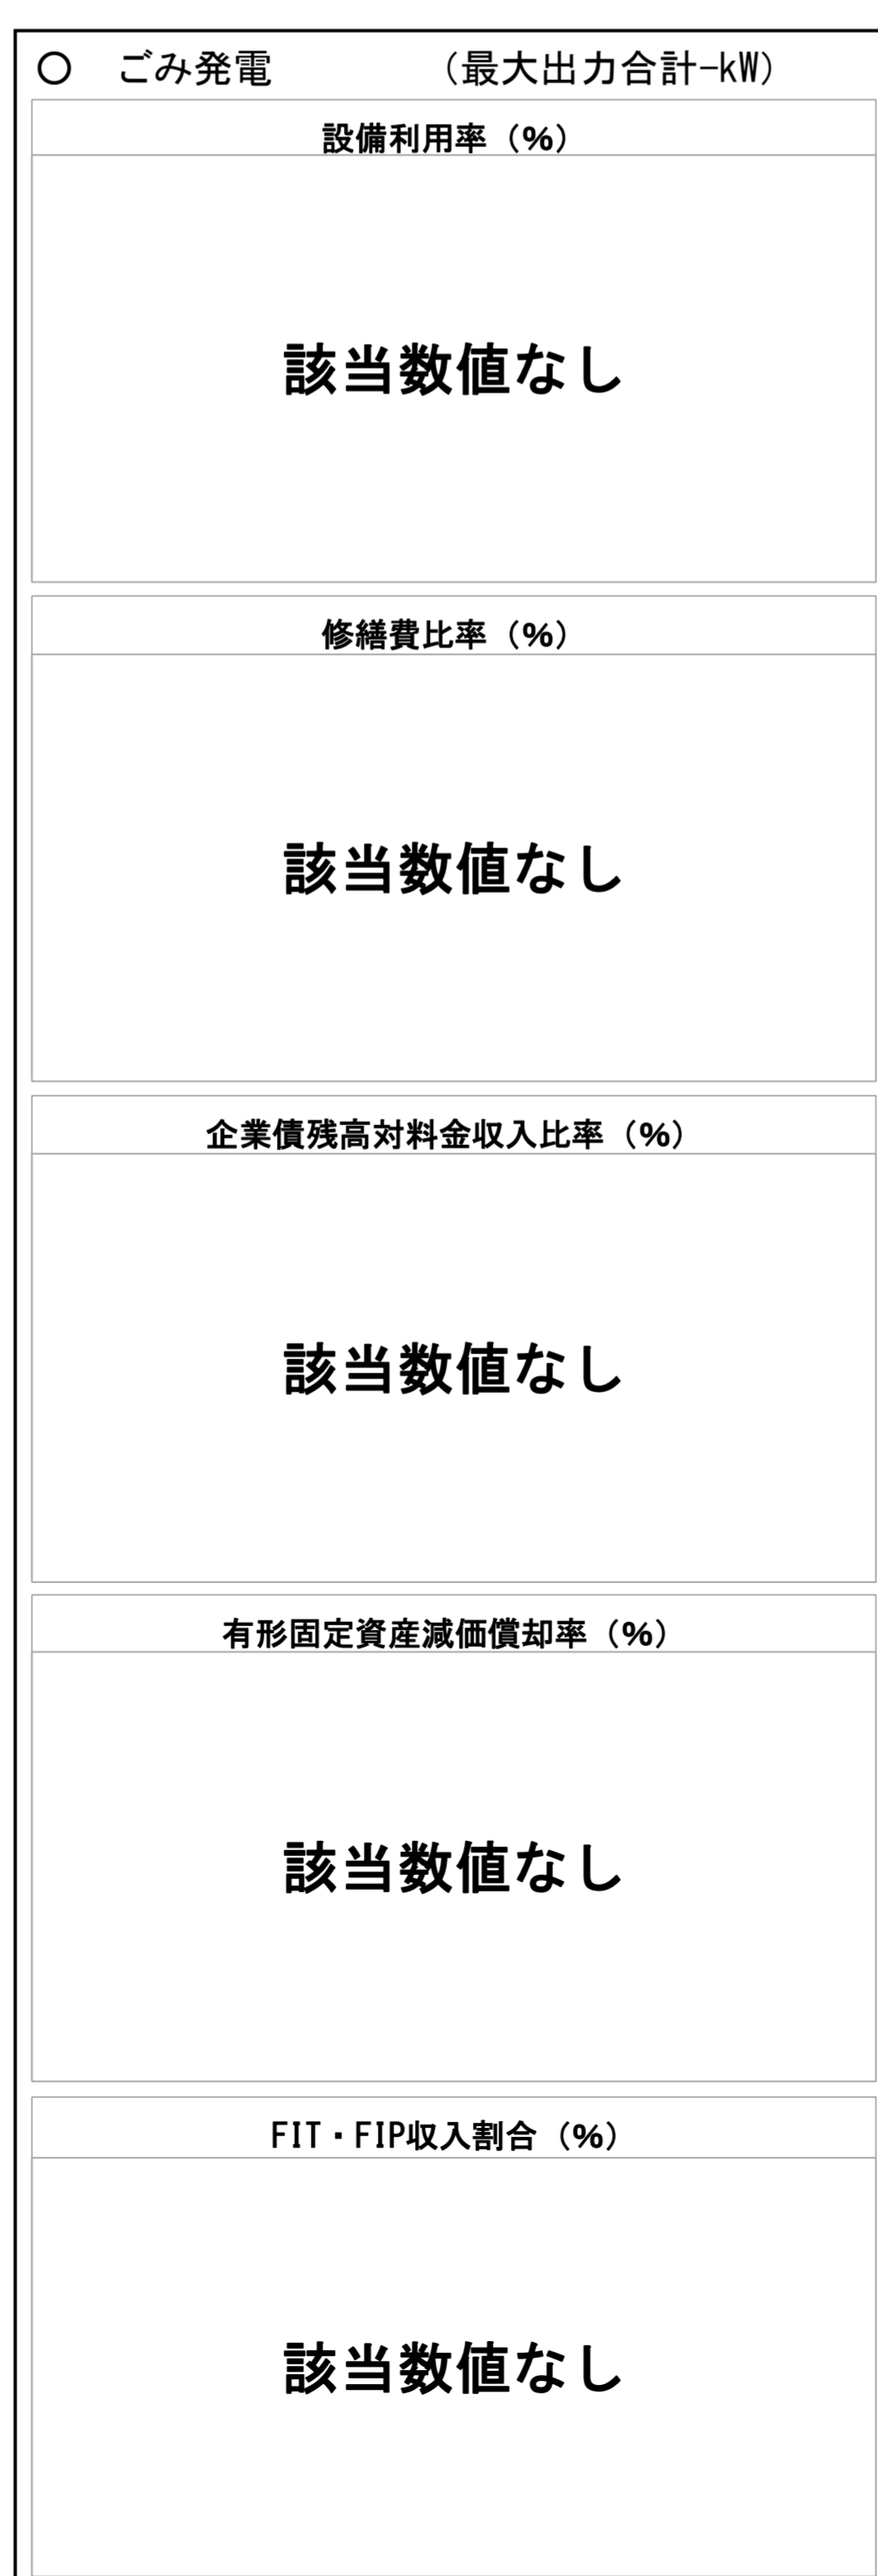 ○　ごみ発電　　　　（最大出力合計-kW）
設備利用率（%）
該当数値なし
修繕費比率（%）
該当数値なし
企業債残高対料金収入比率（%）
該当数値なし
有形固定資産減価償却率（%）
該当数値なし
FIT・FIP収入割合（%）
該当数値なし